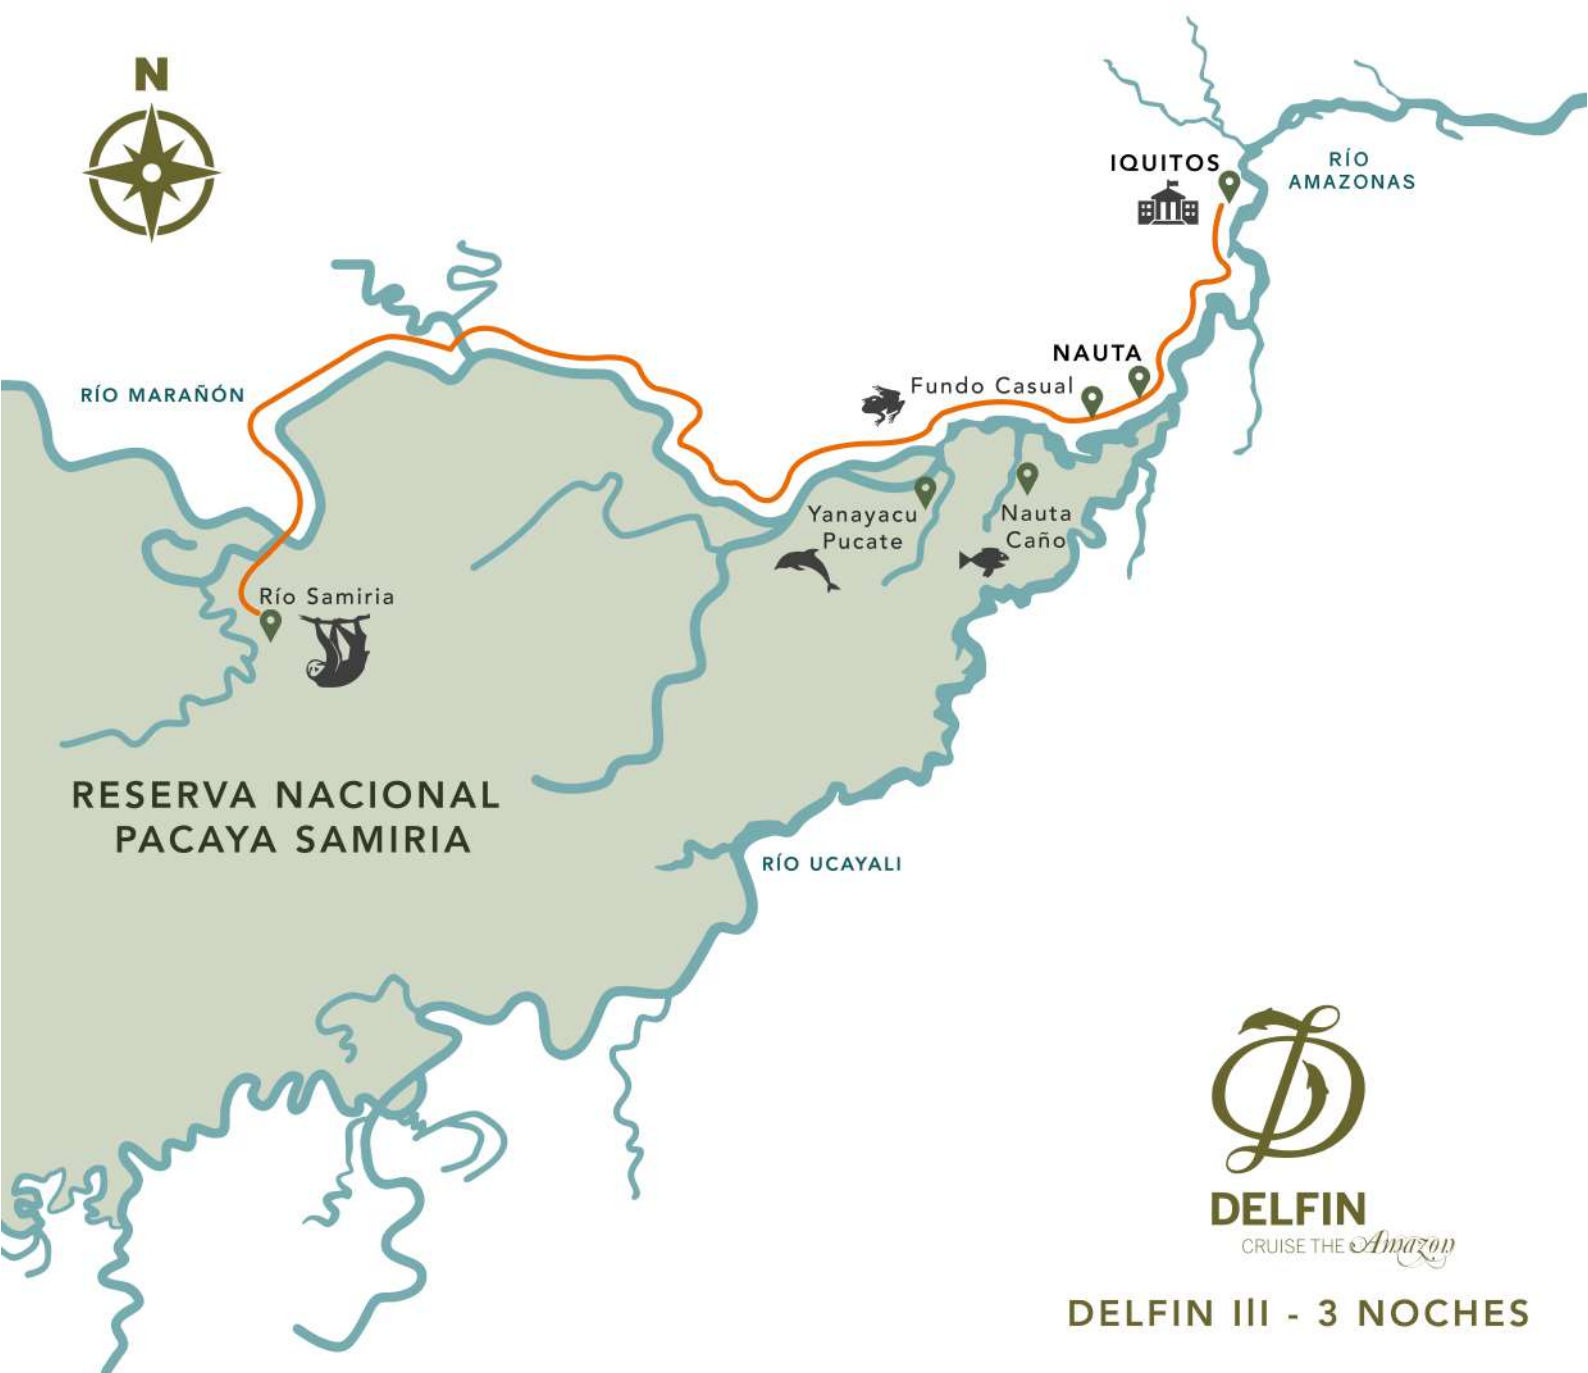 N
IQUITOS
RÍO
AMAZONAS
NAUTA
Fundo Casual
RÍO MARAÑÓN
Yanayacu
Pucate
Nauta
Caño
Río Samiria
RESERVA NACIONAL
PACAYA SAMIRIA
RÍO UCAYALI
DELFIN
CRUISE THE Amazon
DELFIN III - 3 NOCHES